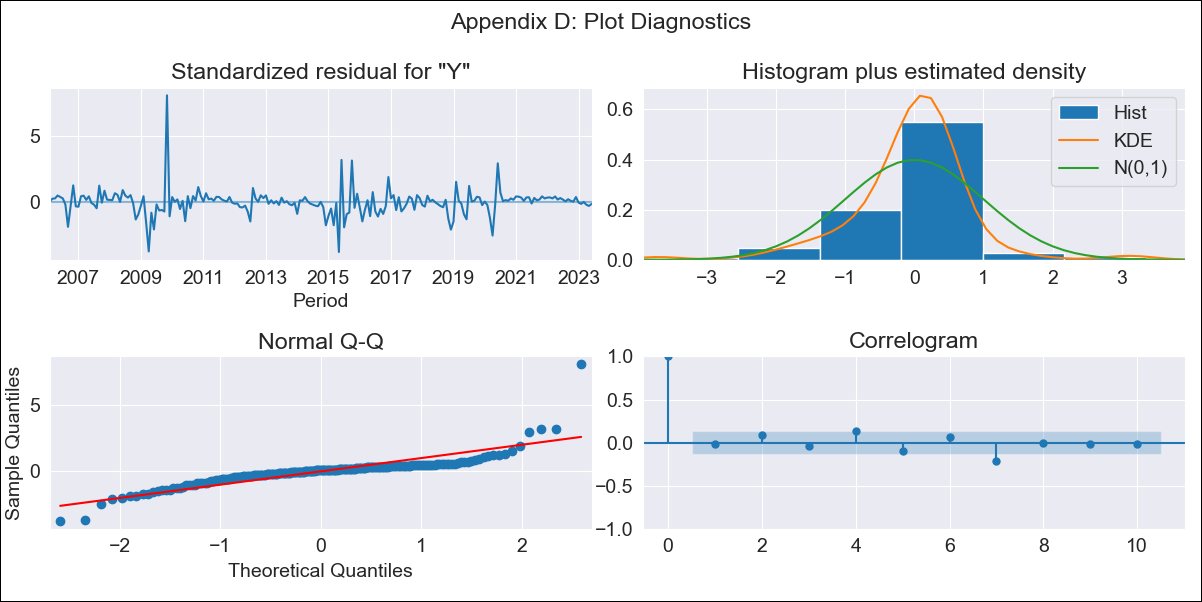 Appendix D: Plot Diagnostics
Standardized residual for "Y"
5
0
2007 2009 2011 2013 2015 2017 2019 2021 2023
Period
Histogram plus estimated density
0.6
0.4
0.2
0.0
−3 −2 −1 0 1 2 3
Hist
KDE
N(0,1)
Normal Q-Q
Sample Quantiles
5
0
−2 −1 0 1 2
Theoretical Quantiles
Correlogram
1.0
0.5
0.0
−0.5
−1.0
0 2 4 6 8 10